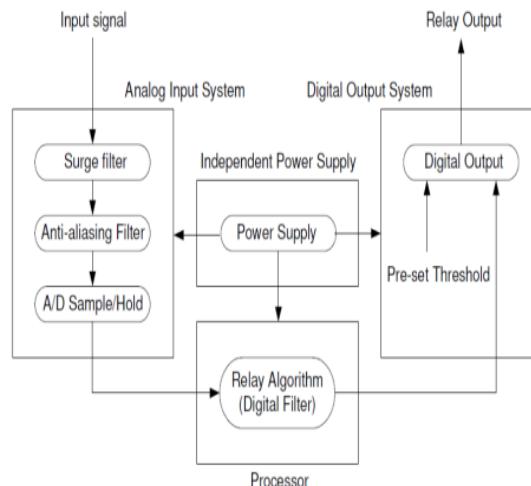 Input signal
Relay Output
Analog Input System
Digital Output System
Surge filter
Independent Power Supply
Digital Output
Anti-aliasing Filter
Power Supply
Pre-set Threshold
A/D Sample/Hold
Relay Algorithm
(Digital Filter)
Processor